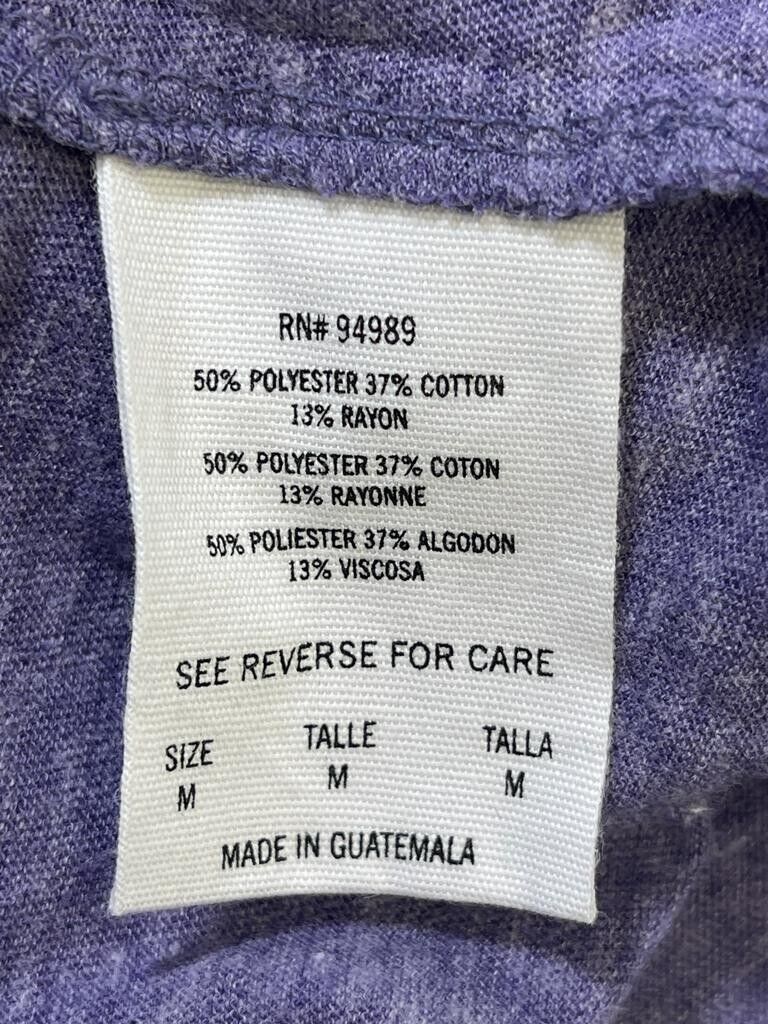 RN# 94989
50% POLYESTER 37% COTTON
13% RAYON
50% POLYESTER 37% COTON
13% RAYONNE
50% POLIESTER 37% ALGODON
13% VISCOSA
SEE REVERSE FOR CARE
SIZE TALLE TALLA
M M M
MADE IN GUATEMALA